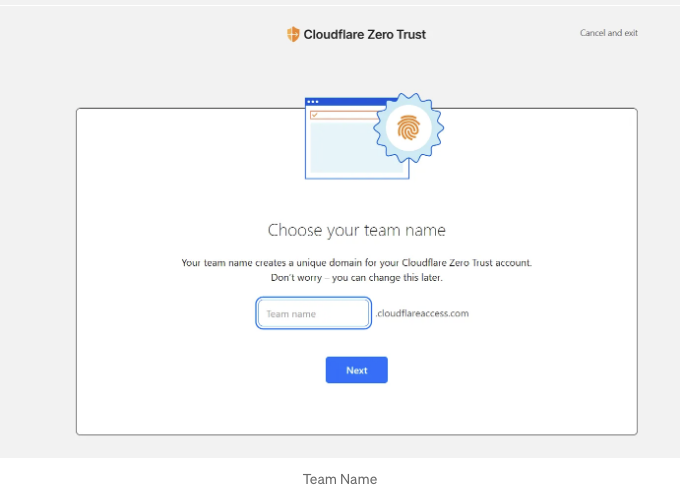 Cloudflare Zero Trust
Cancel and exit
Choose your team name
Your team name creates a unique domain for your Cloudflare Zero Trust account.
Don't worry – you can change this later.
Team name
.cloudflareaccess.com
Next
Team Name